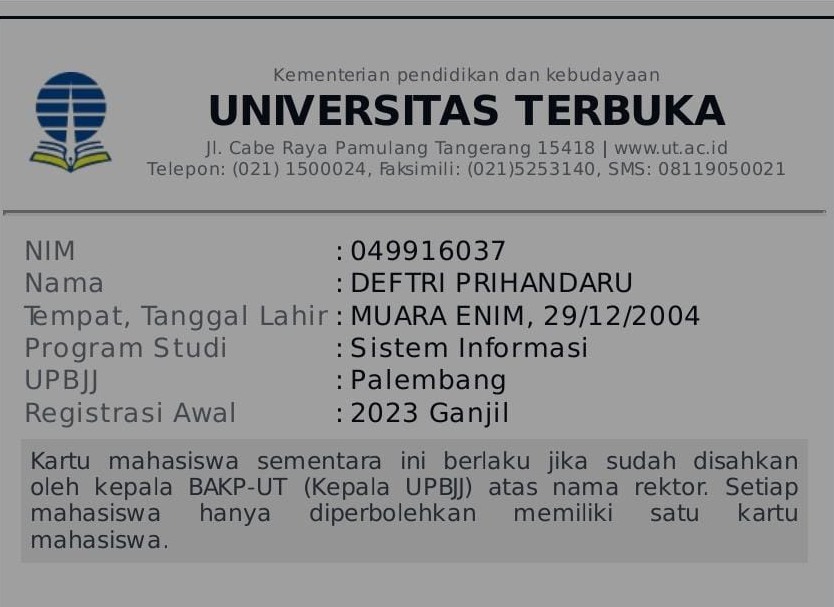 Kementerian pendidikan dan kebudayaan
UNIVERSITAS TERBUKA
Jl. Cabe Raya Pamulang Tangerang 15418 | www.ut.ac.id
Telepon: (021) 1500024, Faksimili: (021)5253140, SMS: 08119050021
NIM : 049916037
Nama : DEFTRI PRIHANDARU
Tempat, Tanggal Lahir : MUARA ENIM, 29/12/2004
Program Studi : Sistem Informasi
UPBJJ : Palembang
Registrasi Awal : 2023 Ganjil
Kartu mahasiswa sementara ini berlaku jika sudah disahkan
oleh kepala BAKP-UT (Kepala UPBJJ) atas nama rektor. Setiap
mahasiswa hanya diperbolehkan memiliki satu kartu
mahasiswa.